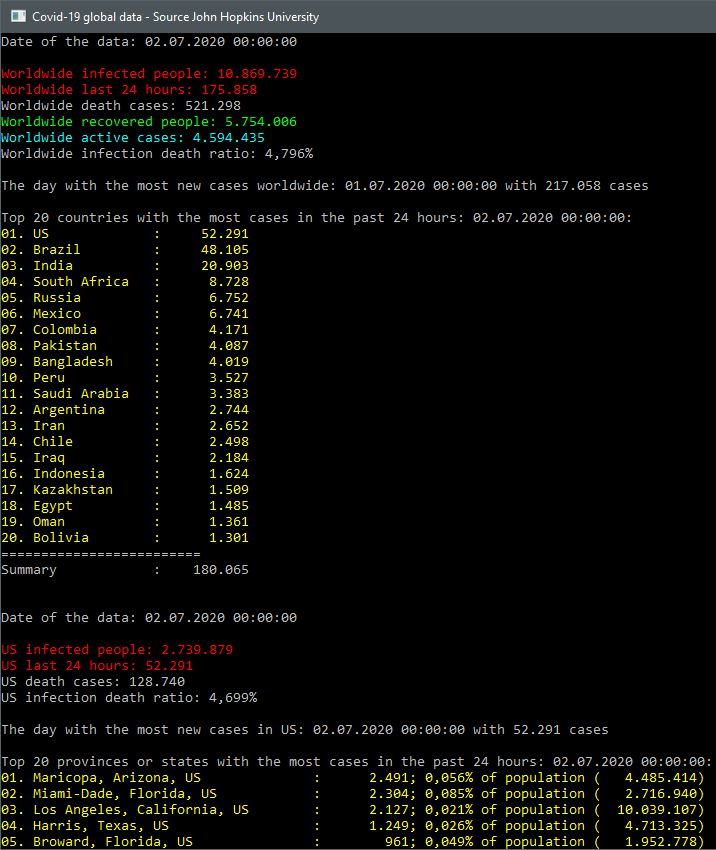 Covid-19 global data - Source John Hopkins University
Date of the data: 02.07.2020 00:00:00
Worldwide infected people: 10.869.739
Worldwide last 24 hours: 175.858
Worldwide death cases: 521.298
Worldwide recovered people: 5.754.006
Worldwide active cases: 4.594.435
Worldwide infection death ratio: 4,796%
The day with the most new cases worldwide: 01.07.2020 00:00:00 with 217.058 cases
Top 20 countries with the most cases in the past 24 hours: 02.07.2020 00:00:00:
01. US : 52.291
02. Brazil : 48.105
03. India : 20.903
04. South Africa : 8.728
05. Russia : 6.752
06. Mexico : 6.741
07. Colombia : 4.171
08. Pakistan : 4.087
09. Bangladesh : 4.019
10. Peru : 3.527
11. Saudi Arabia : 3.383
12. Argentina : 2.744
13. Iran : 2.652
14. Chile : 2.498
15. Iraq : 2.184
16. Indonesia : 1.624
17. Kazakhstan : 1.509
18. Egypt : 1.485
19. Oman : 1.361
20. Bolivia : 1.301
=========================
Summary : 180.065
Date of the data: 02.07.2020 00:00:00
US infected people: 2.739.879
US last 24 hours: 52.291
US death cases: 128.740
US infection death ratio: 4,699%
The day with the most new cases in US: 02.07.2020 00:00:00 with 52.291 cases
Top 20 provinces or states with the most cases in the past 24 hours: 02.07.2020 00:00:00:
01. Maricopa, Arizona, US : 2.491; 0,056% of population ( 4.485.414)
02. Miami-Dade, Florida, US : 2.304; 0,085% of population ( 2.716.940)
03. Los Angeles, California, US : 2.127; 0,021% of population ( 10.039.107)
04. Harris, Texas, US : 1.249; 0,026% of population ( 4.713.325)
05. Broward, Florida, US : 961; 0,049% of population ( 1.952.778)